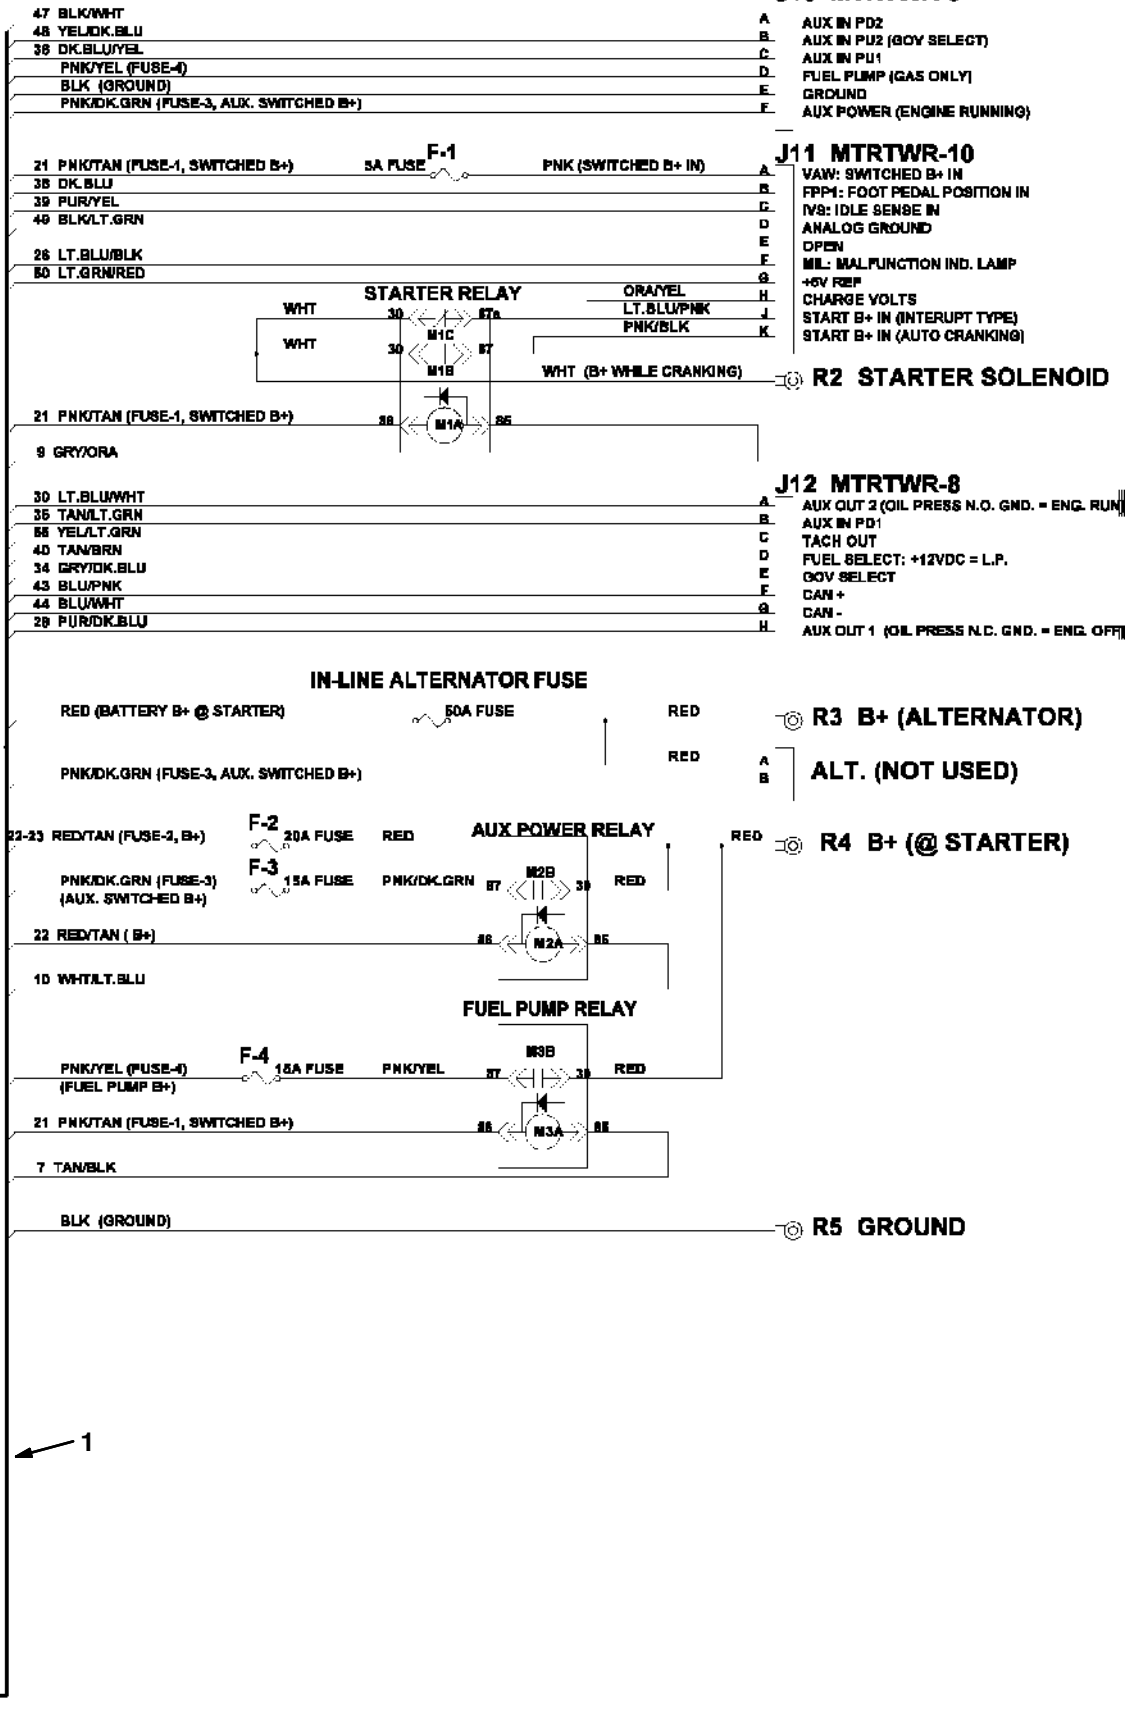 47 BLK/WHT
A AUX IN PD2
48 YEL/DK.BLU
B AUX IN PU2 (GOV SELECT)
36 DK.BLU/YEL
C AUX IN PU1
PNK/YEL (FUSE-4)
D FUEL PUMP (GAS ONLY)
BLK (GROUND)
E GROUND
PNK/DK.GRN (FUSE-3, AUX. SWITCHED B+)
F AUX POWER (ENGINE RUNNING)
J11 MTRTWR-10
21 PNK/TAN (FUSE-1, SWITCHED B+) 5A FUSE F-1 PNK (SWITCHED B+ IN)
A VAW: SWITCHED B+ IN
38 DK.BLU
B FPP1: FOOT PEDAL POSITION IN
39 PUR/YEL
C IVS: IDLE SENSE IN
49 BLK/LT.GRN
D ANALOG GROUND
E OPEN
26 LT.BLU/BLK
F MIL: MALFUNCTION IND. LAMP
50 LT.GRN/RED
G +5V REF
STARTER RELAY ORA/YEL
H CHARGE VOLTS
WHT 30 87a LT.BLU/PNK
J START B+ IN (INTERUPT TYPE)
M1C PNK/BLK
K START B+ IN (AUTO CRANKING)
WHT 30 87
M1B WHT (B+ WHILE CRANKING) R2 STARTER SOLENOID
21 PNK/TAN (FUSE-1, SWITCHED B+) 86 M1A 85
9 GRY/ORA
J12 MTRTWR-8
30 LT.BLU/WHT
A AUX OUT 2 (OIL PRESS N.O. GND. = ENG. RUN)
35 TAN/LT.GRN
B AUX IN PD1
55 YEL/LT.GRN
C TACH OUT
40 TAN/BRN
D FUEL SELECT: +12VDC = L.P.
34 GRY/DK.BLU
E GOV SELECT
43 BLU/PNK
F CAN +
44 BLU/WHT
G CAN -
28 PUR/DK.BLU
H AUX OUT 1 (OIL PRESS N.C. GND. = ENG. OFF)
IN-LINE ALTERNATOR FUSE
RED (BATTERY B+ @ STARTER) 50A FUSE RED R3 B+ (ALTERNATOR)
RED A
B ALT. (NOT USED)
PNK/DK.GRN (FUSE-3, AUX. SWITCHED B+)
22-23 RED/TAN (FUSE-2, B+) F-2 20A FUSE RED AUX POWER RELAY RED R4 B+ (@ STARTER)
PNK/DK.GRN (FUSE-3) F-3 15A FUSE PNK/DK.GRN 87 M2B 30 RED
(AUX. SWITCHED B+)
22 RED/TAN ( B+) 86 M2A 85
10 WHT/LT.BLU
FUEL PUMP RELAY
PNK/YEL (FUSE-4) F-4 15A FUSE PNK/YEL 87 M3B 30 RED
(FUEL PUMP B+)
21 PNK/TAN (FUSE-1, SWITCHED B+) 86 M3A 85
7 TAN/BLK
BLK (GROUND) R5 GROUND
1